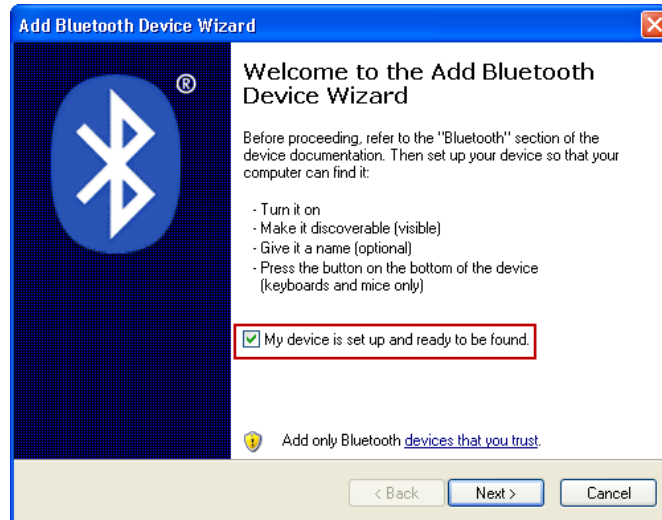 Add Bluetooth Device Wizard
®
Welcome to the Add Bluetooth
Device Wizard
Before proceeding, refer to the "Bluetooth" section of the
device documentation. Then set up your device so that your
computer can find it:
- Turn it on
- Make it discoverable (visible)
- Give it a name (optional)
- Press the button on the bottom of the device
(keyboards and mice only)
My device is set up and ready to be found.
Add only Bluetooth devices that you trust.
< Back Next > Cancel